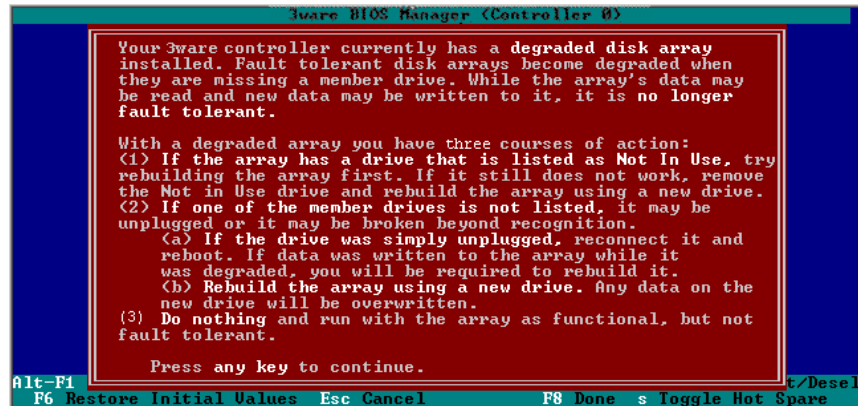 3ware BIOS Manager (Controller 0)
Your 3ware controller currently has a degraded disk array
installed. Fault tolerant disk arrays become degraded when
they are missing a member drive. While the array's data may
be read and new data may be written to it, it is no longer
fault tolerant.
With a degraded array you have three courses of action:
(1) If the array has a drive that is listed as Not In Use, try
rebuilding the array first. If it still does not work, remove
the Not in Use drive and rebuild the array using a new drive.
(2) If one of the member drives is not listed, it may be
unplugged or it may be broken beyond recognition.
(a) If the drive was simply unplugged, reconnect it and
reboot. If data was written to the array while it
was degraded, you will be required to rebuild it.
(b) Rebuild the array using a new drive. Any data on the
new drive will be overwritten.
(3) Do nothing and run with the array as functional, but not
fault tolerant.
Press any key to continue.
Alt-F1 t/Desel
F6 Restore Initial Values Esc Cancel F8 Done s Toggle Hot Spare